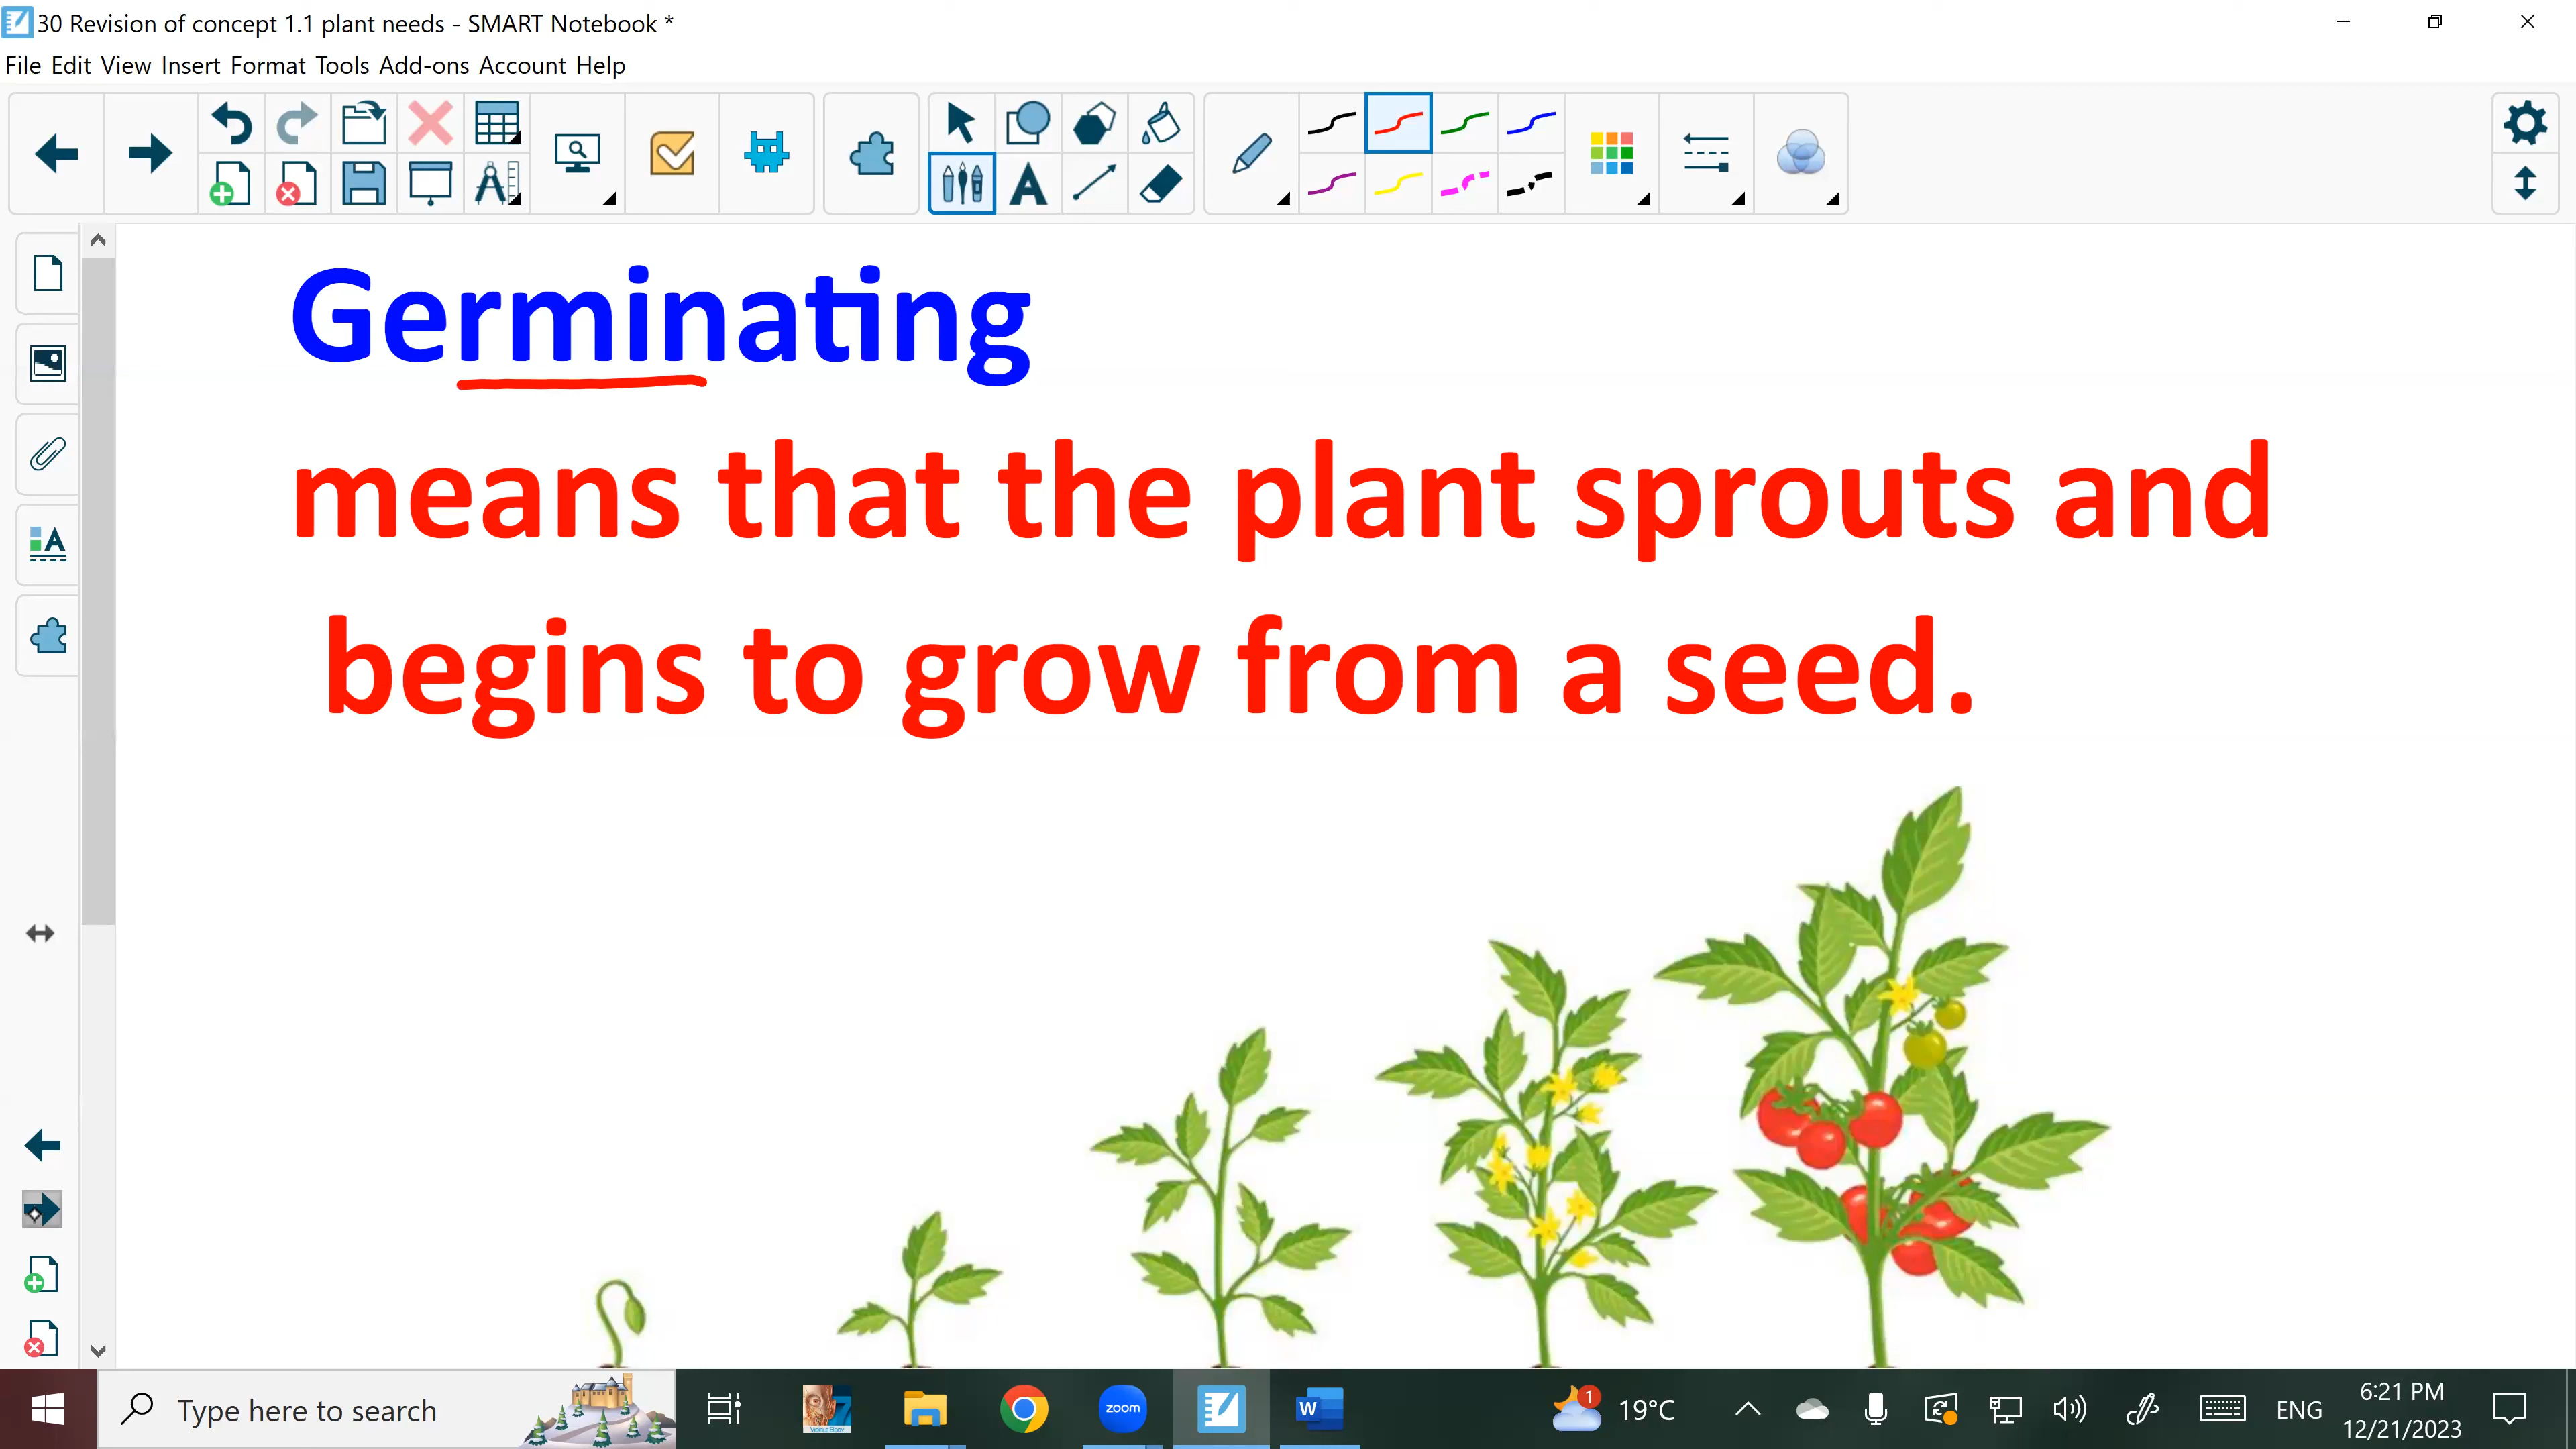 30 Revision of concept 1.1 plant needs - SMART Notebook *
File Edit View Insert Format Tools Add-ons Account Help
Germinating
means that the plant sprouts and
begins to grow from a seed.
Type here to search
zoom
W
1
19°C
ENG
6:21 PM
12/21/2023